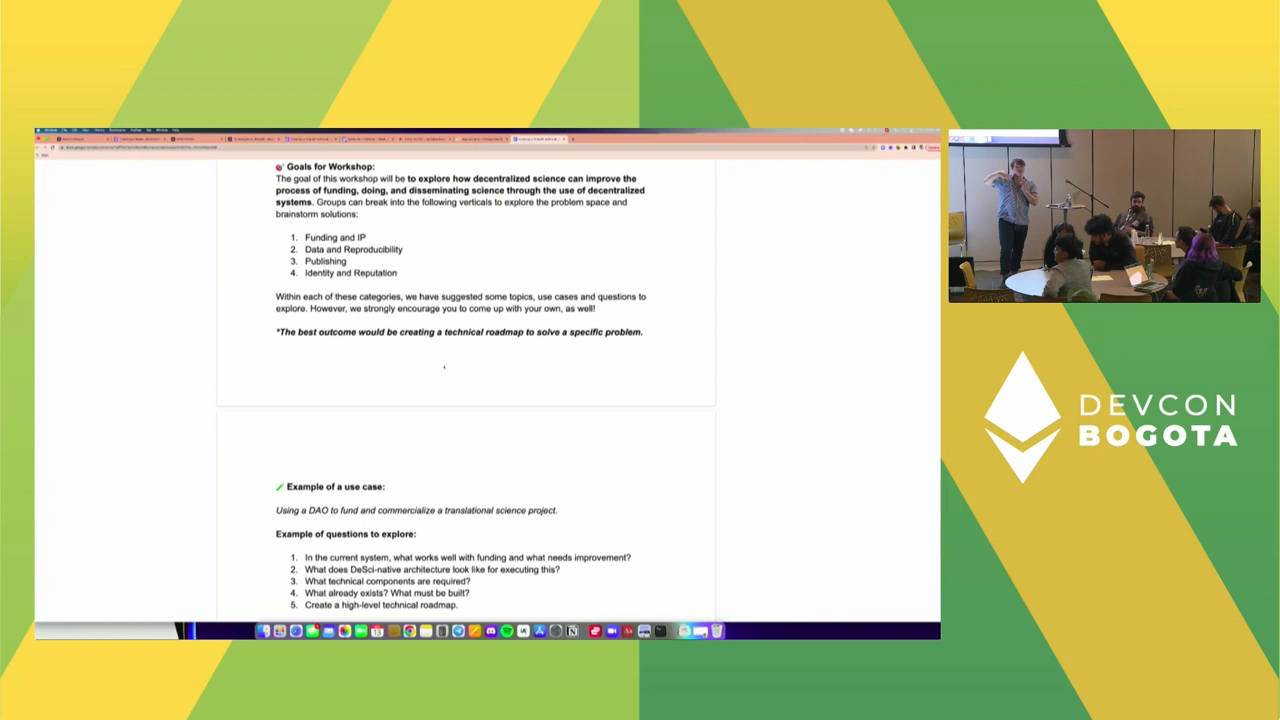 🎯 Goals for Workshop:
The goal of this workshop will be to explore how decentralized science can improve the
process of funding, doing, and disseminating science through the use of decentralized
systems. Groups can break into the following verticals to explore the problem space and
brainstorm solutions:
1. Funding and IP
2. Data and Reproducibility
3. Publishing
4. Identity and Reputation
Within each of these categories, we have suggested some topics, use cases and questions to
explore. However, we strongly encourage you to come up with your own, as well!
*The best outcome would be creating a technical roadmap to solve a specific problem.
Example of a use case:
Using a DAO to fund and commercialize a translational science project.
Example of questions to explore:
1. In the current system, what works well with funding and what needs improvement?
2. What does DeSci-native architecture look like for executing this?
3. What technical components are required?
4. What already exists? What must be built?
5. Create a high-level technical roadmap.
DEVCON
BOGOTA